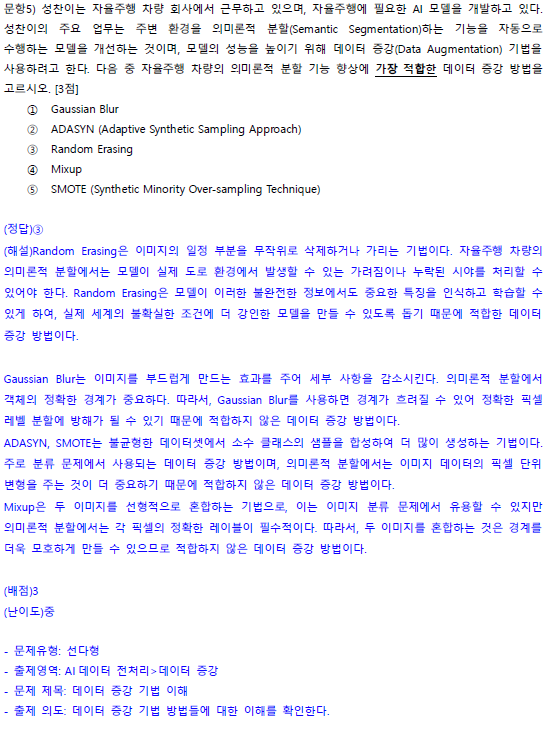 문항5) 성찬이는 자율주행 차량 회사에서 근무하고 있으며, 자율주행에 필요한 AI 모델을 개발하고 있다.
성찬이의 주요 업무는 주변 환경을 의미론적 분할(Semantic Segmentation)하는 기능을 자동으로
수행하는 모델을 개선하는 것이며, 모델의 성능을 높이기 위해 데이터 증강(Data Augmentation) 기법을
사용하려고 한다. 다음 중 자율주행 차량의 의미론적 분할 기능 향상에 가장 적합한 데이터 증강 방법을
고르시오. [3점]
① Gaussian Blur
② ADASYN (Adaptive Synthetic Sampling Approach)
③ Random Erasing
④ Mixup
⑤ SMOTE (Synthetic Minority Over-sampling Technique)
(정답)③
(해설)Random Erasing은 이미지의 일정 부분을 무작위로 삭제하거나 가리는 기법이다. 자율주행 차량의
의미론적 분할에서는 모델이 실제 도로 환경에서 발생할 수 있는 가려짐이나 누락된 시야를 처리할 수
있어야 한다. Random Erasing은 모델이 이러한 불완전한 정보에서도 중요한 특징을 인식하고 학습할 수
있게 하여, 실제 세계의 불확실한 조건에 더 강인한 모델을 만들 수 있도록 돕기 때문에 적합한 데이터
증강 방법이다.
Gaussian Blur는 이미지를 부드럽게 만드는 효과를 주어 세부 사항을 감소시킨다. 의미론적 분할에서
객체의 정확한 경계가 중요하다. 따라서, Gaussian Blur를 사용하면 경계가 흐려질 수 있어 정확한 픽셀
레벨 분할에 방해가 될 수 있기 때문에 적합하지 않은 데이터 증강 방법이다.
ADASYN, SMOTE는 불균형한 데이터셋에서 소수 클래스의 샘플을 합성하여 더 많이 생성하는 기법이다.
주로 분류 문제에서 사용되는 데이터 증강 방법이며, 의미론적 분할에서는 이미지 데이터의 픽셀 단위
변형을 주는 것이 더 중요하기 때문에 적합하지 않은 데이터 증강 방법이다.
Mixup은 두 이미지를 선형적으로 혼합하는 기법으로, 이는 이미지 분류 문제에서 유용할 수 있지만
의미론적 분할에서는 각 픽셀의 정확한 레이블이 필수적이다. 따라서, 두 이미지를 혼합하는 것은 경계를
더욱 모호하게 만들 수 있으므로 적합하지 않은 데이터 증강 방법이다.
(배점)3
(난이도)중
- 문제유형: 선다형
- 출제영역: AI 데이터 전처리>데이터 증강
- 문제 제목: 데이터 증강 기법 이해
- 출제 의도: 데이터 증강 기법 방법들에 대한 이해를 확인한다.